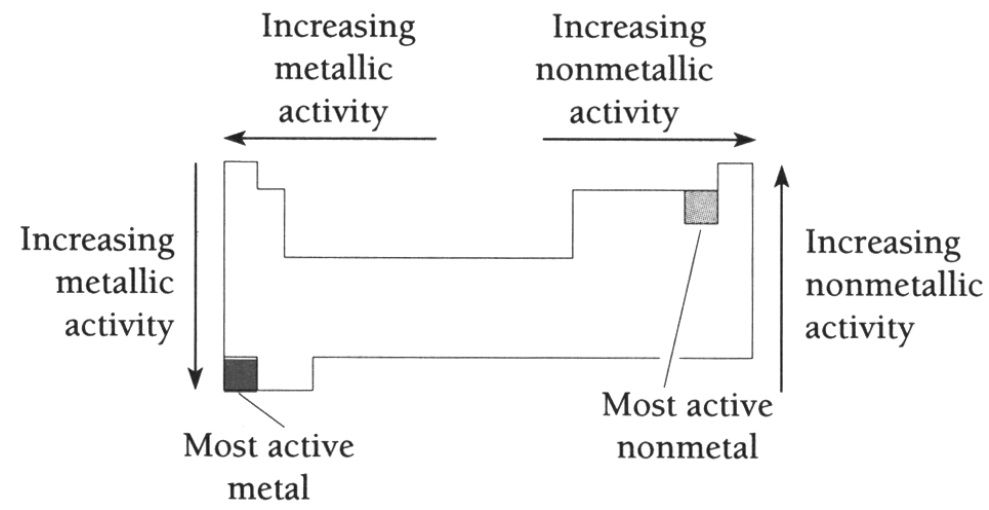 Increasing
metallic
activity
Increasing
nonmetallic
activity
Increasing
metallic
activity
Increasing
nonmetallic
activity
Most active
metal
Most active
nonmetal